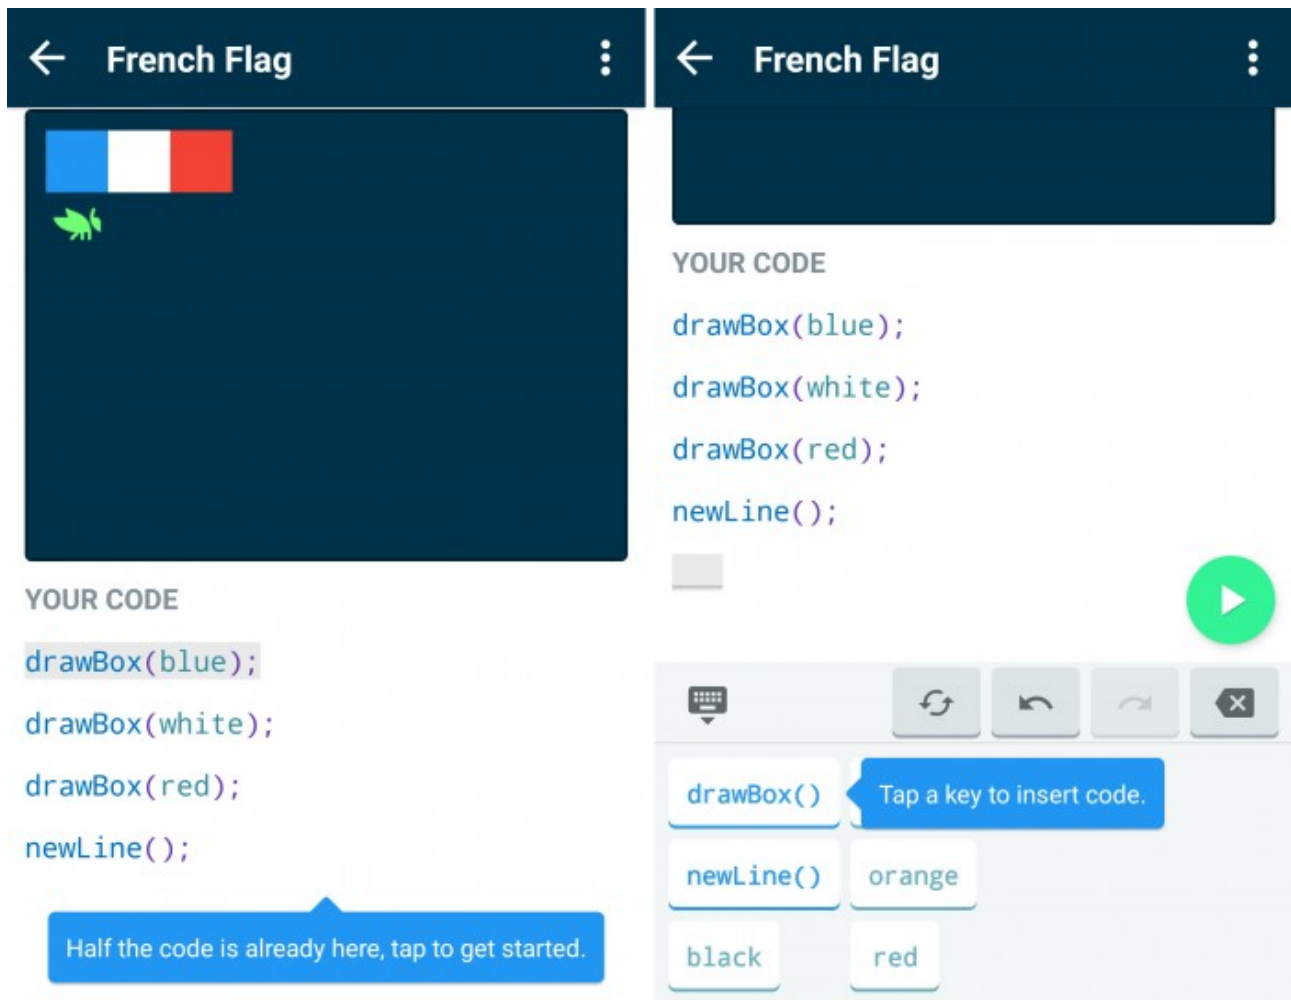 French Flag
YOUR CODE
drawBox(blue);
drawBox(white);
drawBox(red);
newLine();
Half the code is already here, tap to get started.
French Flag
YOUR CODE
drawBox(blue);
drawBox(white);
drawBox(red);
newLine();
drawBox()
Tap a key to insert code.
newLine()
orange
black
red